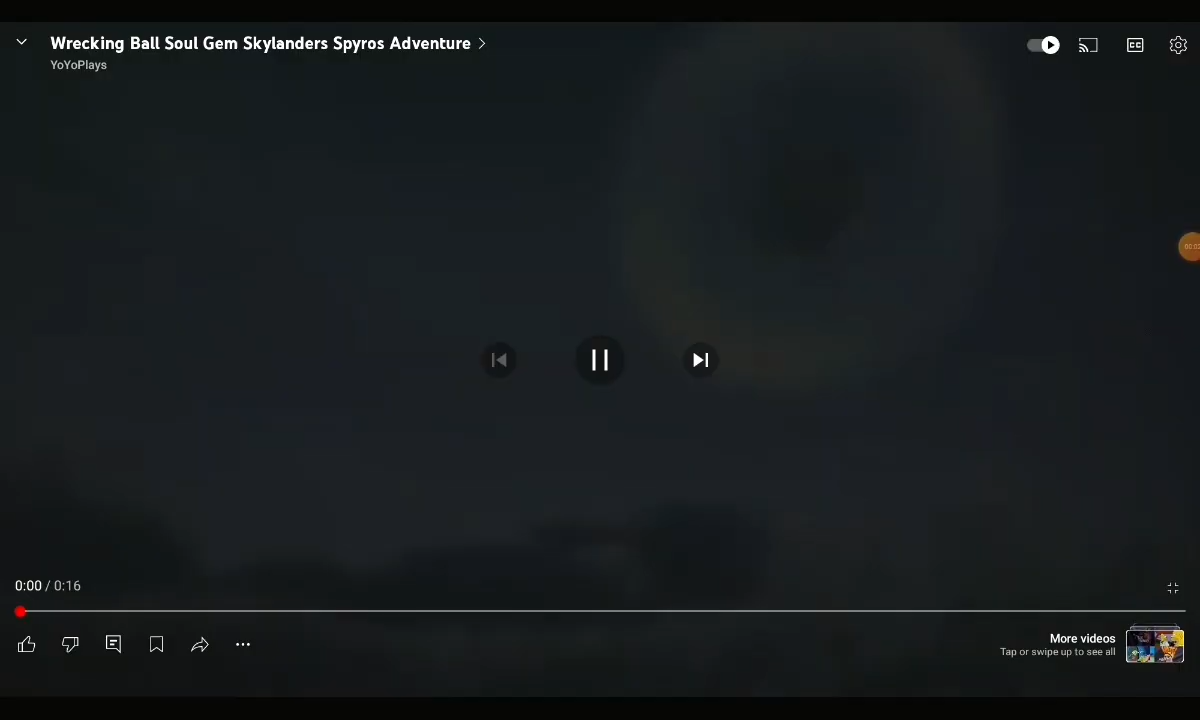 Wrecking Ball Soul Gem Skylanders Spyros Adventure
YoYoPlays
CC
0:00 / 0:16
More videos
Tap or swipe up to see all